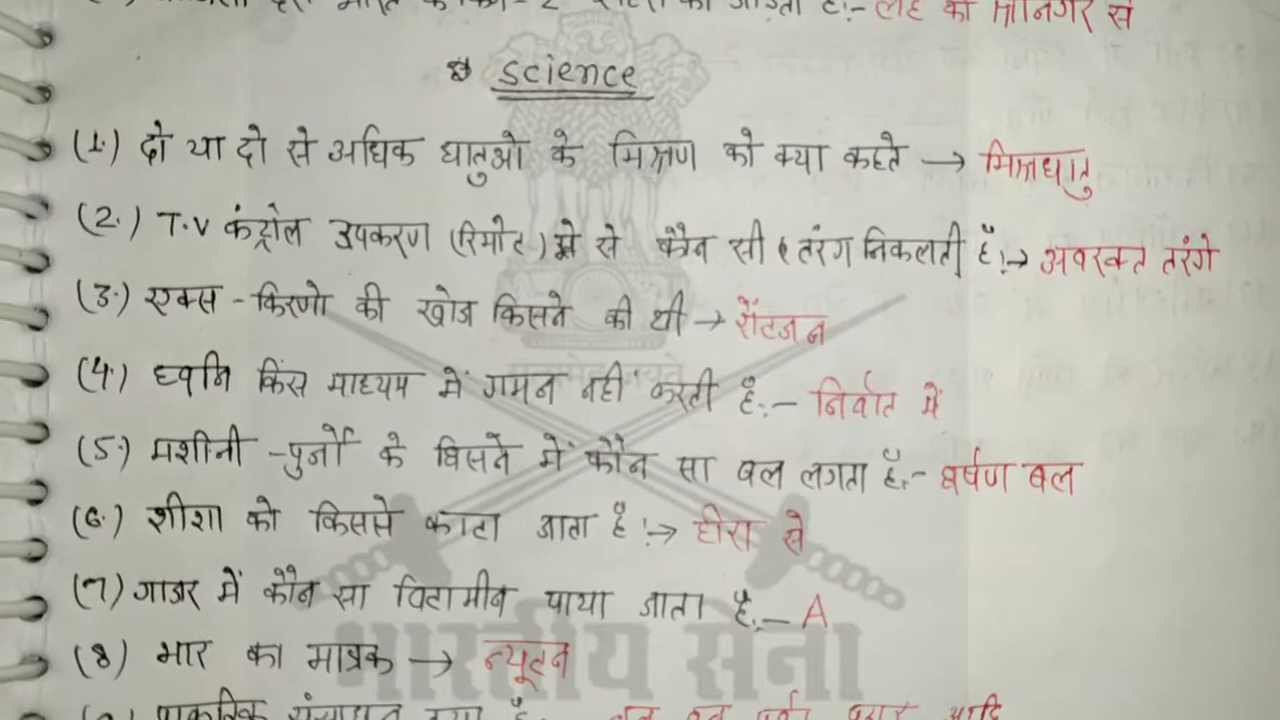 लेह को श्रीनगर से
Science
(1.) दो या दो से अधिक धातुओ के मिश्रण को क्या कहते → मिश्रधातु
(2.) T.V कंट्रोल उपकरण (रिमोट) में से कौन सी तरंग निकलती है:→ अवरक्त तरंगे
(3.) एक्स - किरणो की खोज किसने की थी → रोंटजन
(4.) ध्वनि किस माध्यम में गमन नहीं करती है:- निर्वात में
(5.) मशीनी -पुर्जो के घिसने में कौन सा बल लगता है:- घर्षण बल
(6.) शीशा को किससे काटा जाता है:→ हीरा से
(7) गाजर में कौन सा विटामीन पाया जाता है:- A
(8) भार का मात्रक → न्यूटन
भारतीय सेना